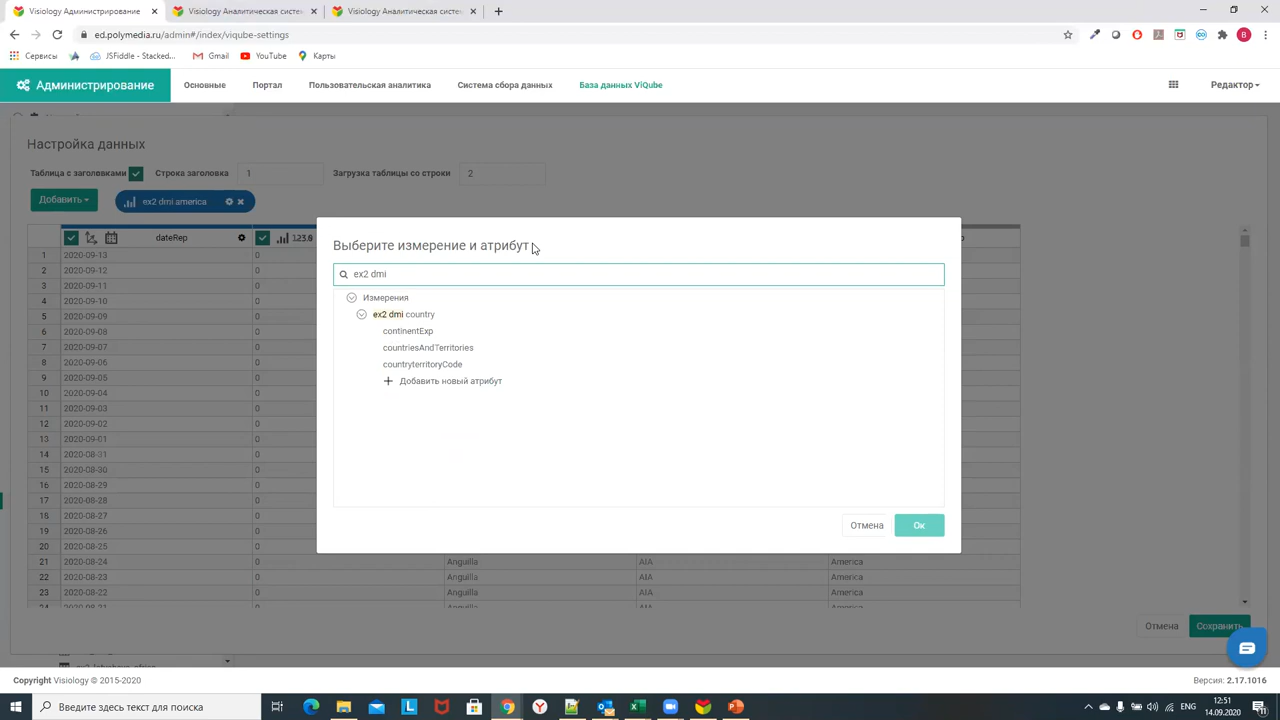 Visiology Администрирование
Visiology Аналитическая систем
Visiology Аналитическая систем
ed.polymedia.ru/admin#/index/viqube-settings
B
Сервисы JSFiddle - Stacked... Gmail YouTube Карты
Администрирование Основные Портал Пользовательская аналитика Система сбора данных База данных ViQube Редактор
Настройка данных
Таблица с заголовками Строка заголовка 1 Загрузка таблицы со строки 2
Добавить ex2 dmi america
dateRep 123.0
1 2020-09-13 0
2 2020-09-12 0
3 2020-09-11 0
4 2020-09-10 0
5 2020-09-09 0
6 2020-09-08 0
7 2020-09-07 0
8 2020-09-06 0
9 2020-09-05 0
10 2020-09-04 0
11 2020-09-03 0
12 2020-09-02 0
13 2020-09-01 0
14 2020-08-31 0
15 2020-08-30 0
16 2020-08-29 0
17 2020-08-28 0
18 2020-08-27 0
19 2020-08-26 0
20 2020-08-25 0
21 2020-08-24 0 Anguilla AIA America
22 2020-08-23 0 Anguilla AIA America
23 2020-08-22 0 Anguilla AIA America
Выберите измерение и атрибут
ex2 dmi
Измерения
ex2 dmi country
continentExp
countriesAndTerritories
countryterritoryCode
Добавить новый атрибут
Отмена Ок
Отмена Сохранить
Copyright Visiology © 2015-2020 Версия: 2.17.1016
Введите здесь текст для поиска
12:51
РУС
14.09.2020